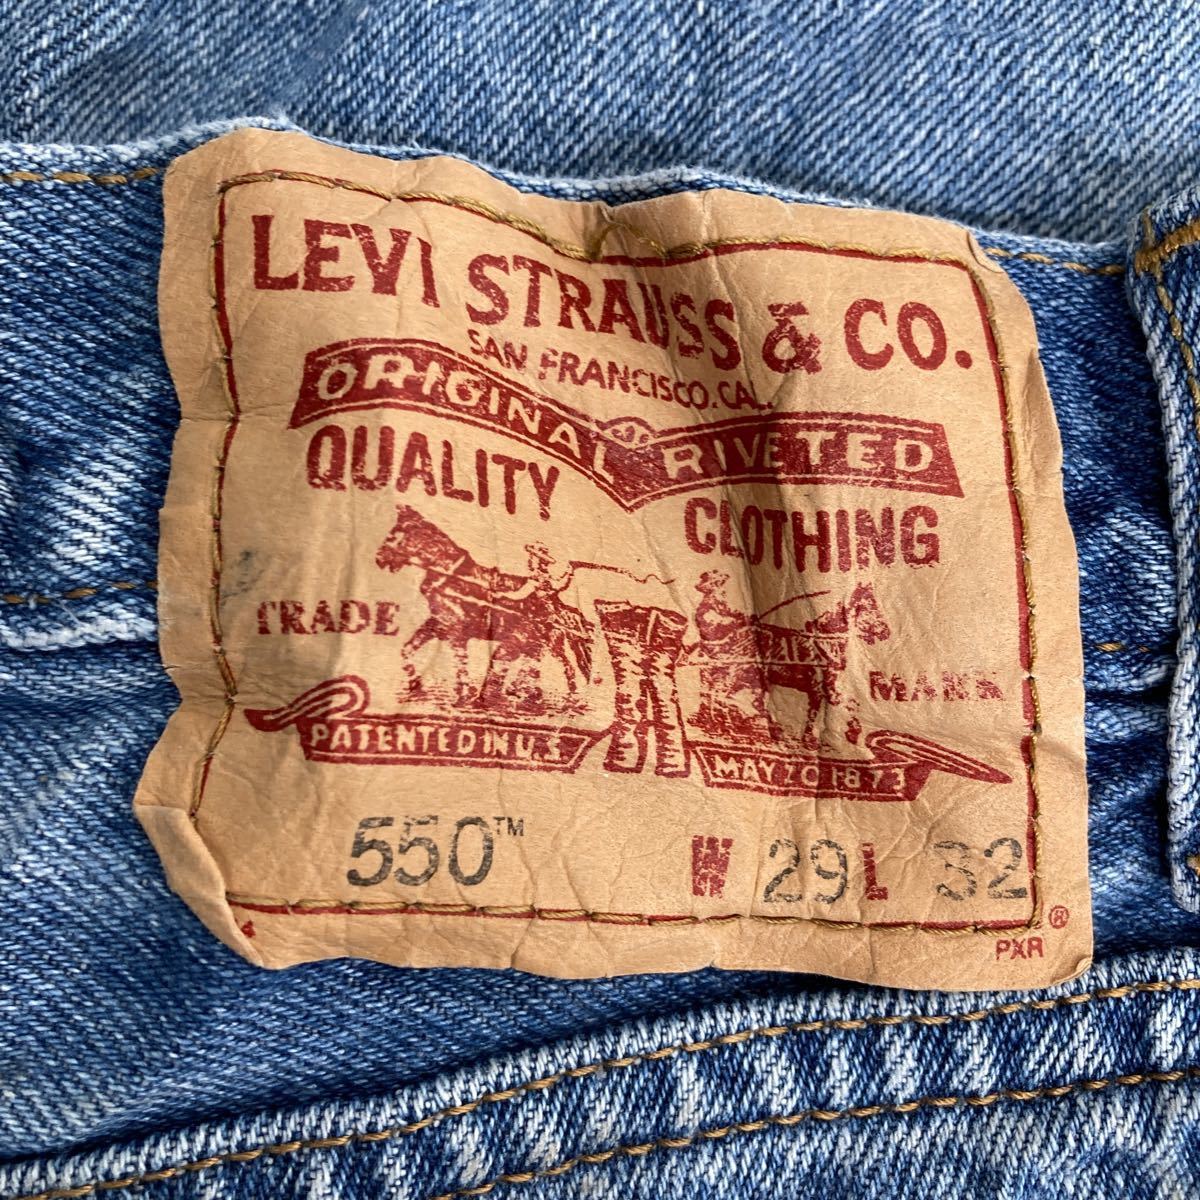 LEVI STRAUSS & CO.
SAN FRANCISCO, CAL.
ORIGINAL RIVETED
QUALITY CLOTHING
TRADE MARK
PATENTED IN U.S.
MAY 20 1873
550™ W 29 L 32
4 ®
PXR